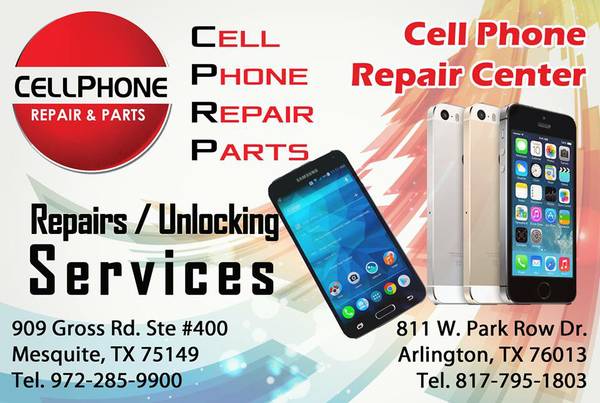 CELLPHONE
REPAIR & PARTS
CELL
PHONE
REPAIR
PARTS
Cell Phone
Repair Center
Repairs / Unlocking
Services
SAMSUNG
909 Gross Rd. Ste #400
Mesquite, TX 75149
Tel. 972-285-9900
811 W. Park Row Dr.
Arlington, TX 76013
Tel. 817-795-1803